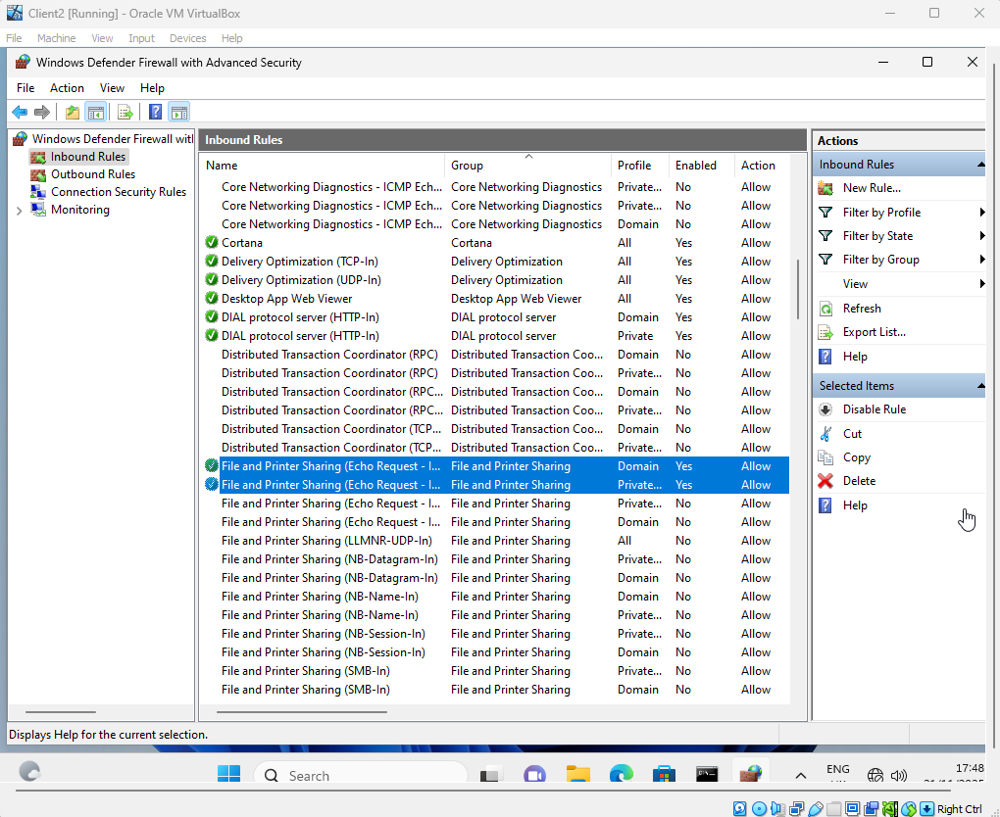 Client2 [Running] - Oracle VM VirtualBox
File Machine View Input Devices Help
Windows Defender Firewall with Advanced Security
File Action View Help
Windows Defender Firewall witl
Inbound Rules
Outbound Rules
Connection Security Rules
Monitoring
Inbound Rules
Name Group Profile Enabled Action
Core Networking Diagnostics - ICMP Ech... Core Networking Diagnostics Private... No Allow
Core Networking Diagnostics - ICMP Ech... Core Networking Diagnostics Private... No Allow
Core Networking Diagnostics - ICMP Ech... Core Networking Diagnostics Domain No Allow
Cortana Cortana All Yes Allow
Delivery Optimization (TCP-In) Delivery Optimization All Yes Allow
Delivery Optimization (UDP-In) Delivery Optimization All Yes Allow
Desktop App Web Viewer Desktop App Web Viewer All Yes Allow
DIAL protocol server (HTTP-In) DIAL protocol server Domain Yes Allow
DIAL protocol server (HTTP-In) DIAL protocol server Private Yes Allow
Distributed Transaction Coordinator (RPC) Distributed Transaction Coo... Domain No Allow
Distributed Transaction Coordinator (RPC) Distributed Transaction Coo... Private... No Allow
Distributed Transaction Coordinator (RPC... Distributed Transaction Coo... Domain No Allow
Distributed Transaction Coordinator (RPC... Distributed Transaction Coo... Private... No Allow
Distributed Transaction Coordinator (TCP... Distributed Transaction Coo... Domain No Allow
Distributed Transaction Coordinator (TCP... Distributed Transaction Coo... Private... No Allow
File and Printer Sharing (Echo Request - I... File and Printer Sharing Domain Yes Allow
File and Printer Sharing (Echo Request - I... File and Printer Sharing Private... Yes Allow
File and Printer Sharing (Echo Request - I... File and Printer Sharing Private... No Allow
File and Printer Sharing (Echo Request - I... File and Printer Sharing Domain No Allow
File and Printer Sharing (LLMNR-UDP-In) File and Printer Sharing All No Allow
File and Printer Sharing (NB-Datagram-In) File and Printer Sharing Private... No Allow
File and Printer Sharing (NB-Datagram-In) File and Printer Sharing Domain No Allow
File and Printer Sharing (NB-Name-In) File and Printer Sharing Domain No Allow
File and Printer Sharing (NB-Name-In) File and Printer Sharing Private... No Allow
File and Printer Sharing (NB-Session-In) File and Printer Sharing Private... No Allow
File and Printer Sharing (NB-Session-In) File and Printer Sharing Domain No Allow
File and Printer Sharing (SMB-In) File and Printer Sharing Private... No Allow
File and Printer Sharing (SMB-In) File and Printer Sharing Domain No Allow
Actions
Inbound Rules
New Rule...
Filter by Profile
Filter by State
Filter by Group
View
Refresh
Export List...
Help
Selected Items
Disable Rule
Cut
Copy
Delete
Help
Displays Help for the current selection.
Search
ENG
17:48
Right Ctrl